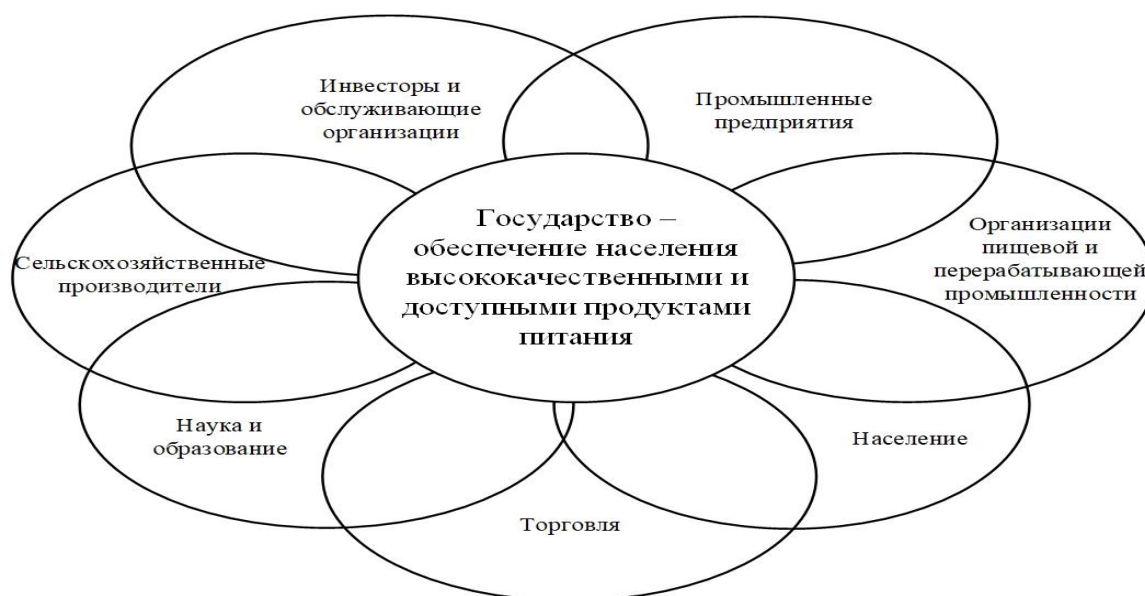 Инвесторы и
обслуживающие
организации
Промышленные
предприятия
Государство –
обеспечение населения
высококачественными и
доступными продуктами
питания
Организации
пищевой и
перерабатывающей
промышленности
Сельскохозяйственные
производители
Наука и
образование
Население
Торговля